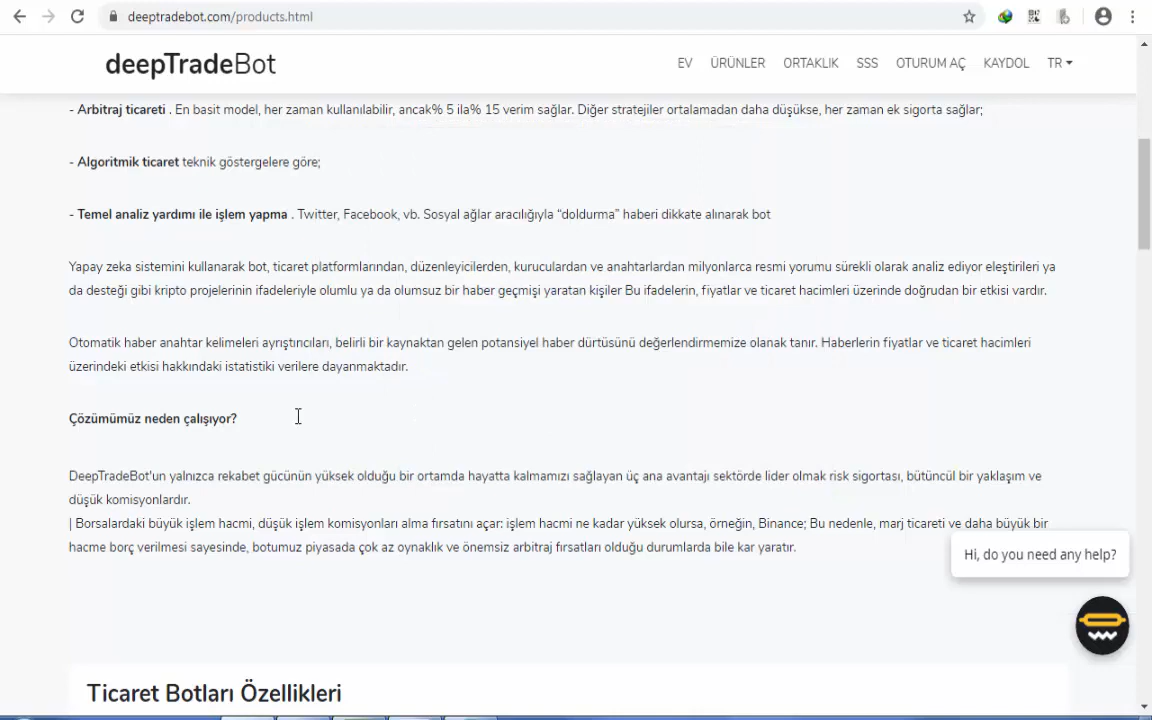 deeptradebot.com/products.html
deepTradeBot
EV ÜRÜNLER ORTAKLIK SSS OTURUM AÇ KAYDOL TR
- Arbitraj ticareti . En basit model, her zaman kullanılabilir, ancak% 5 ila% 15 verim sağlar. Diğer stratejiler ortalamadan daha düşükse, her zaman ek sigorta sağlar;
- Algoritmik ticaret teknik göstergelere göre;
- Temel analiz yardımı ile işlem yapma . Twitter, Facebook, vb. Sosyal ağlar aracılığıyla “doldurma” haberi dikkate alınarak bot
Yapay zeka sistemini kullanarak bot, ticaret platformlarından, düzenleyicilerden, kuruculardan ve anahtarlardan milyonlarca resmi yorumu sürekli olarak analiz ediyor eleştirileri ya
da desteği gibi kripto projelerinin ifadeleriyle olumlu ya da olumsuz bir haber geçmişi yaratan kişiler Bu ifadelerin, fiyatlar ve ticaret hacimleri üzerinde doğrudan bir etkisi vardır.
Otomatik haber anahtar kelimeleri ayrıştırıcıları, belirli bir kaynaktan gelen potansiyel haber dürtüsünü değerlendirmemize olanak tanır. Haberlerin fiyatlar ve ticaret hacimleri
üzerindeki etkisi hakkındaki istatistiki verilere dayanmaktadır.
Çözümümüz neden çalışıyor?
DeepTradeBot'un yalnızca rekabet gücünün yüksek olduğu bir ortamda hayatta kalmamızı sağlayan üç ana avantajı sektörde lider olmak risk sigortası, bütüncül bir yaklaşım ve
düşük komisyonlardır.
| Borsalardaki büyük işlem hacmi, düşük işlem komisyonları alma fırsatını açar: işlem hacmi ne kadar yüksek olursa, örneğin, Binance; Bu nedenle, marj ticareti ve daha büyük bir
hacme borç verilmesi sayesinde, botumuz piyasada çok az oynaklık ve önemsiz arbitraj fırsatları olduğu durumlarda bile kar yaratır.
Hi, do you need any help?
Ticaret Botları Özellikleri